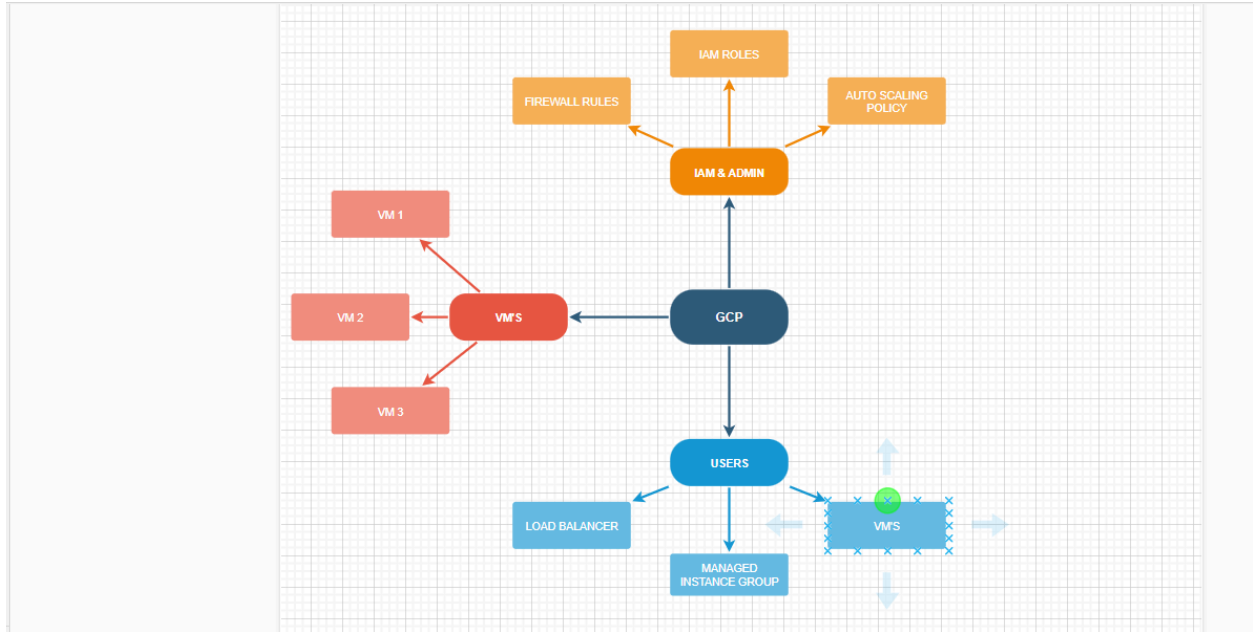 IAM ROLES
FIREWALL RULES
AUTO SCALING
POLICY
IAM & ADMIN
VM 1
VM 2
VM'S
GCP
VM 3
USERS
LOAD BALANCER
VM'S
MANAGED
INSTANCE GROUP